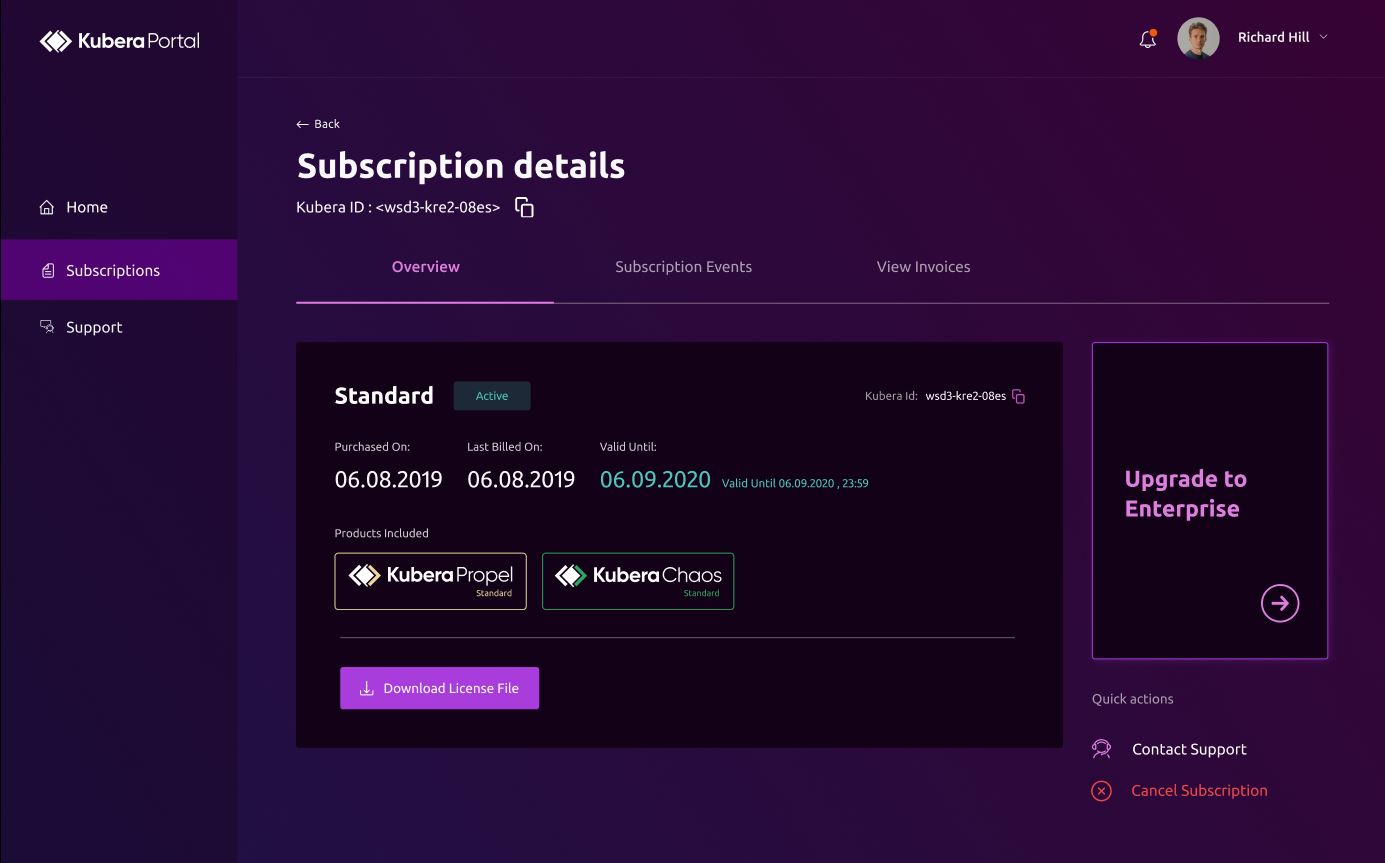 Kubera Portal
Richard Hill
Home
Subscriptions
Support
Back
Subscription details
Kubera ID : <wsd3-kre2-08es>
Overview Subscription Events View Invoices
Standard Active Kubera Id: wsd3-kre2-08es
Purchased On: Last Billed On: Valid Until:
06.08.2019 06.08.2019 06.09.2020 Valid Until 06.09.2020 , 23:59
Products Included
Kubera Propel Kubera Chaos
Standard Standard
Download License File
Upgrade to
Enterprise
Quick actions
Contact Support
Cancel Subscription